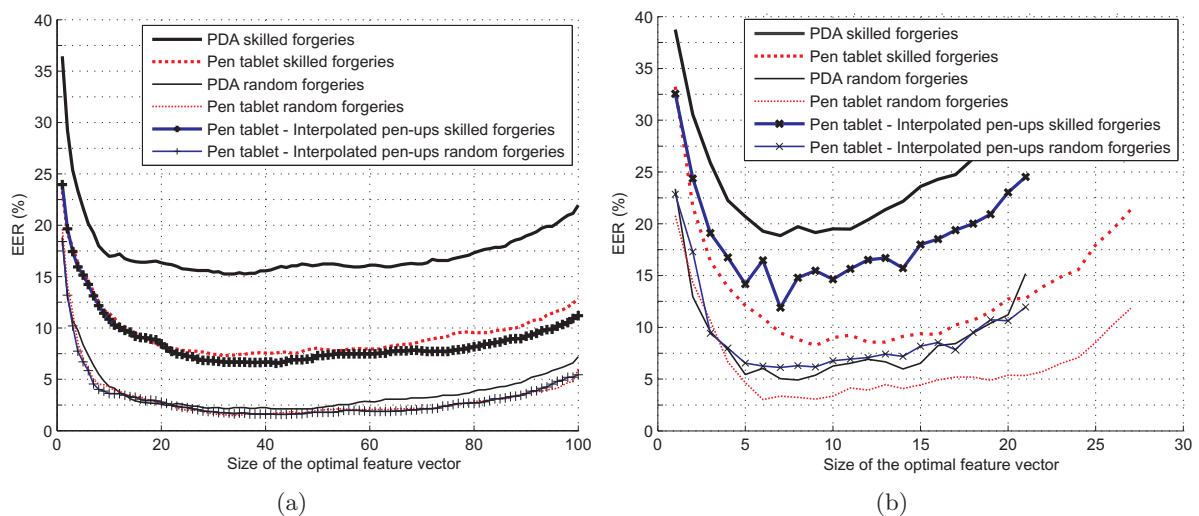 40
35
30
25
20
15
10
5
0
EER (%)
PDA skilled forgeries
Pen tablet skilled forgeries
PDA random forgeries
Pen tablet random forgeries
Pen tablet - Interpolated pen-ups skilled forgeries
Pen tablet - Interpolated pen-ups random forgeries
0 20 40 60 80 100
Size of the optimal feature vector
(a)
40
35
30
25
20
15
10
5
0
EER (%)
PDA skilled forgeries
Pen tablet skilled forgeries
PDA random forgeries
Pen tablet random forgeries
Pen tablet - Interpolated pen-ups skilled forgeries
Pen tablet - Interpolated pen-ups random forgeries
0 5 10 15 20 25 30
Size of the optimal feature vector
(b)